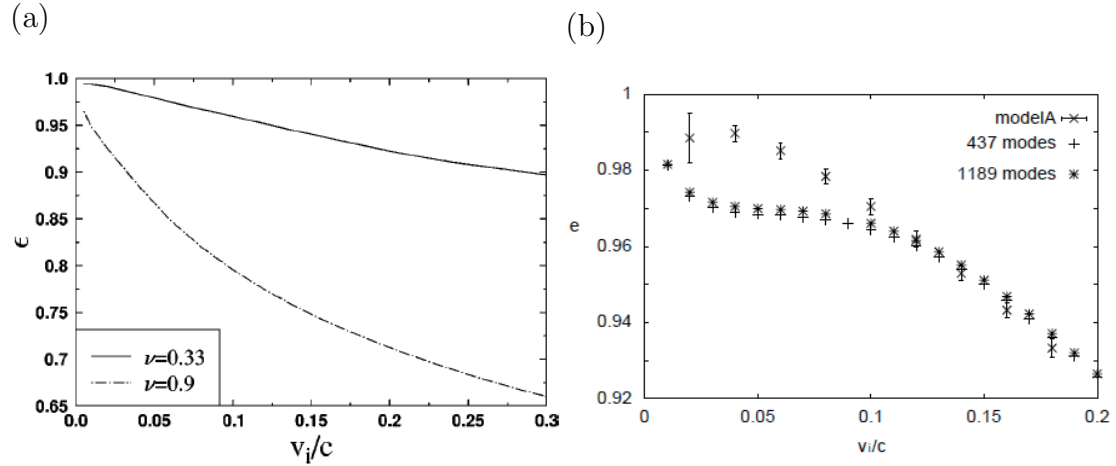 (a)
1.0
0.95
0.9
0.85
0.8
0.75
0.7
0.65
ϵ
ν=0.33
ν=0.9
0.0 0.05 0.1 0.15 0.2 0.25 0.3
v_i/c
(b)
1
0.98
0.96
0.94
0.92
e
modelA
437 modes
1189 modes
0 0.05 0.1 0.15 0.2
v_i/c